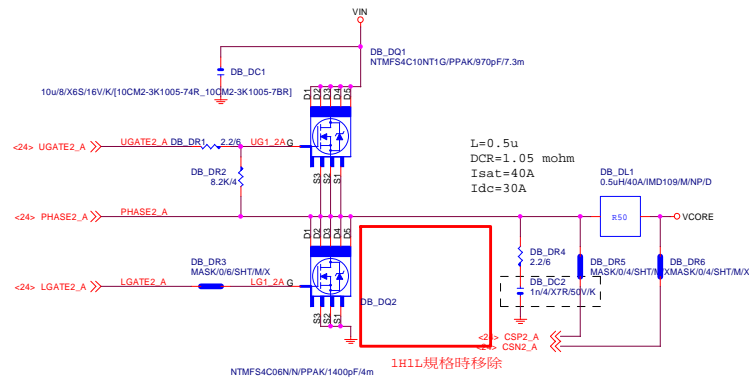 VIN
DB_DQ1
NTMFS4C10NT1G/PPAK/970pF/7.3m
DB_DC1
10u/8/X6S/16V/K/[10CM2-3K1005-74R_10CM2-3K1005-7BR]
D1 D2 D3 D4 D5
<24> UGATE2_A UGATE2_A DB_DR1 2.2/6 UG1_2A G
DB_DR2
8.2K/4
S3 S2 S1
L=0.5u
DCR=1.05 mohm
Isat=40A
Idc=30A
DB_DL1
0.5uH/40A/IMD109/M/NP/D
R50
<24> PHASE2_A PHASE2_A
VCORE
D1 D2 D3 D4 D5
DB_DR4
2.2/6
DB_DR5
MASK/0/4/SHT/M/X
DB_DR6
MASK/0/4/SHT/M/X
DB_DR3
MASK/0/6/SHT/M/X
<24> LGATE2_A LGATE2_A LG1_2A G
DB_DC2
1n/4/X7R/50V/K
DB_DQ2
S3 S2 S1
<24> CSP2_A
<24> CSN2_A
1H1L規格時移除
NTMFS4C06N/N/PPAK/1400pF/4m